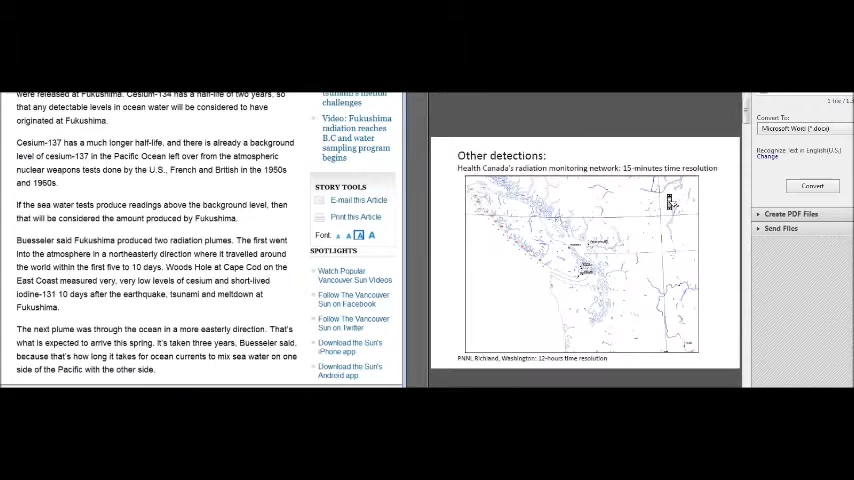 were released at Fukushima. Cesium-134 has a half-life of two years, so
that any detectable levels in ocean water will be considered to have
originated at Fukushima.
Cesium-137 has a much longer half-life, and there is already a background
level of cesium-137 in the Pacific Ocean left over from the atmospheric
nuclear weapons tests done by the U.S., French and British in the 1950s
and 1960s.
If the sea water tests produce readings above the background level, then
that will be considered the amount produced by Fukushima.
Buesseler said Fukushima produced two radiation plumes. The first went
into the atmosphere in a northeasterly direction where it travelled around
the world within the first five to 10 days. Woods Hole at Cape Cod on the
East Coast measured very, very low levels of cesium and short-lived
iodine-131 10 days after the earthquake, tsunami and meltdown at
Fukushima.
The next plume was through the ocean in a more easterly direction. That's
what is expected to arrive this spring. It's taken three years, Buesseler said,
because that's how long it takes for ocean currents to mix sea water on one
side of the Pacific with the other side.
tsunami's mental
challenges
Video: Fukushima
radiation reaches
B.C and water
sampling program
begins
STORY TOOLS
E-mail this Article
Print this Article
Font: A A A A
SPOTLIGHTS
Watch Popular
Vancouver Sun Videos
Follow The Vancouver
Sun on Facebook
Follow The Vancouver
Sun on Twitter
Download the Sun's
iPhone app
Download the Sun's
Android app
Other detections:
Health Canada's radiation monitoring network: 15-minutes time resolution
PNNL Richland, Washington: 12-hours time resolution
Convert To:
Microsoft Word (*.docx)
Recognize Text in English(U.S.)
Change
Convert
Create PDF Files
Send Files